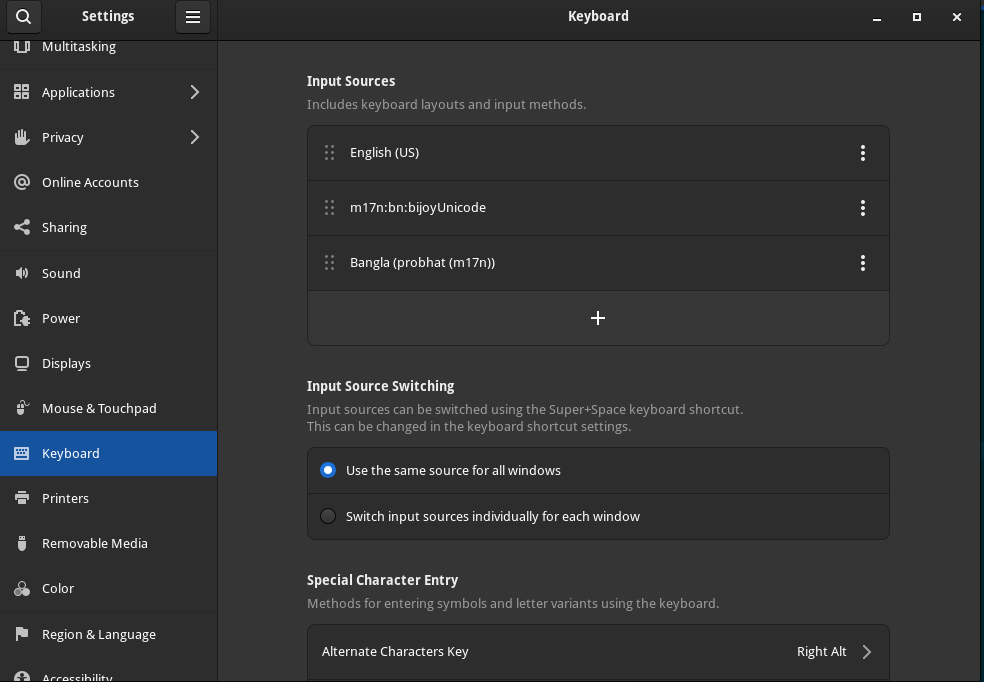 Settings
Keyboard
Multitasking
Applications
Privacy
Online Accounts
Sharing
Sound
Power
Displays
Mouse & Touchpad
Keyboard
Printers
Removable Media
Color
Region & Language
Accessibility
Input Sources
Includes keyboard layouts and input methods.
English (US)
m17n:bn:bijoyUnicode
Bangla (probhat (m17n))
Input Source Switching
Input sources can be switched using the Super+Space keyboard shortcut.
This can be changed in the keyboard shortcut settings.
Use the same source for all windows
Switch input sources individually for each window
Special Character Entry
Methods for entering symbols and letter variants using the keyboard.
Alternate Characters Key Right Alt